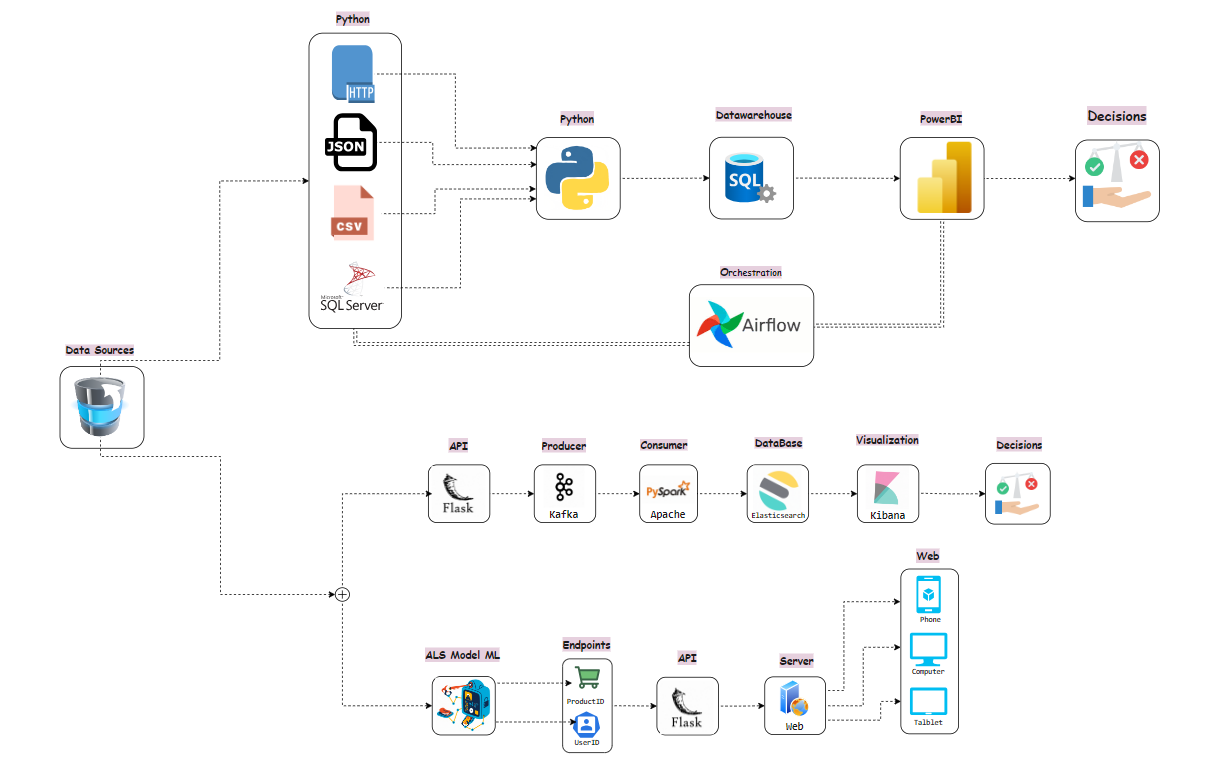 Python
HTTP
JSON
CSV
Microsoft
SQL Server
Python
Datawarehouse
SQL
PowerBI
Decisions
Orchestration
Airflow
Data Sources
API
Flask
Producer
Kafka
Consumer
PySpark
Apache
DataBase
Elasticsearch
Visualization
Kibana
Decisions
ALS Model ML
Endpoints
ProductID
UserID
API
Flask
Server
Web
Web
Phone
Computer
Talblet